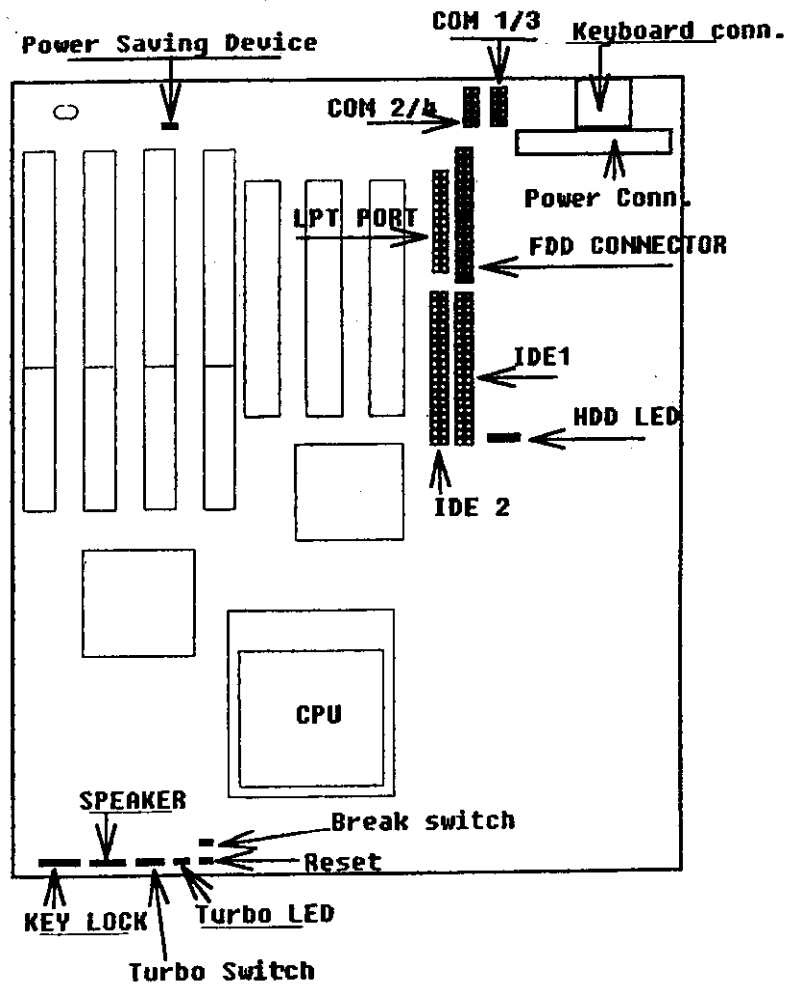 COM 1/3
Keyboard conn.
Power Saving Device
COM 2/4
Power Conn.
LPT PORT
FDD CONNECTOR
IDE1
HDD LED
IDE 2
CPU
SPEAKER
Break switch
Reset
KEY LOCK
Turbo LED
Turbo Switch